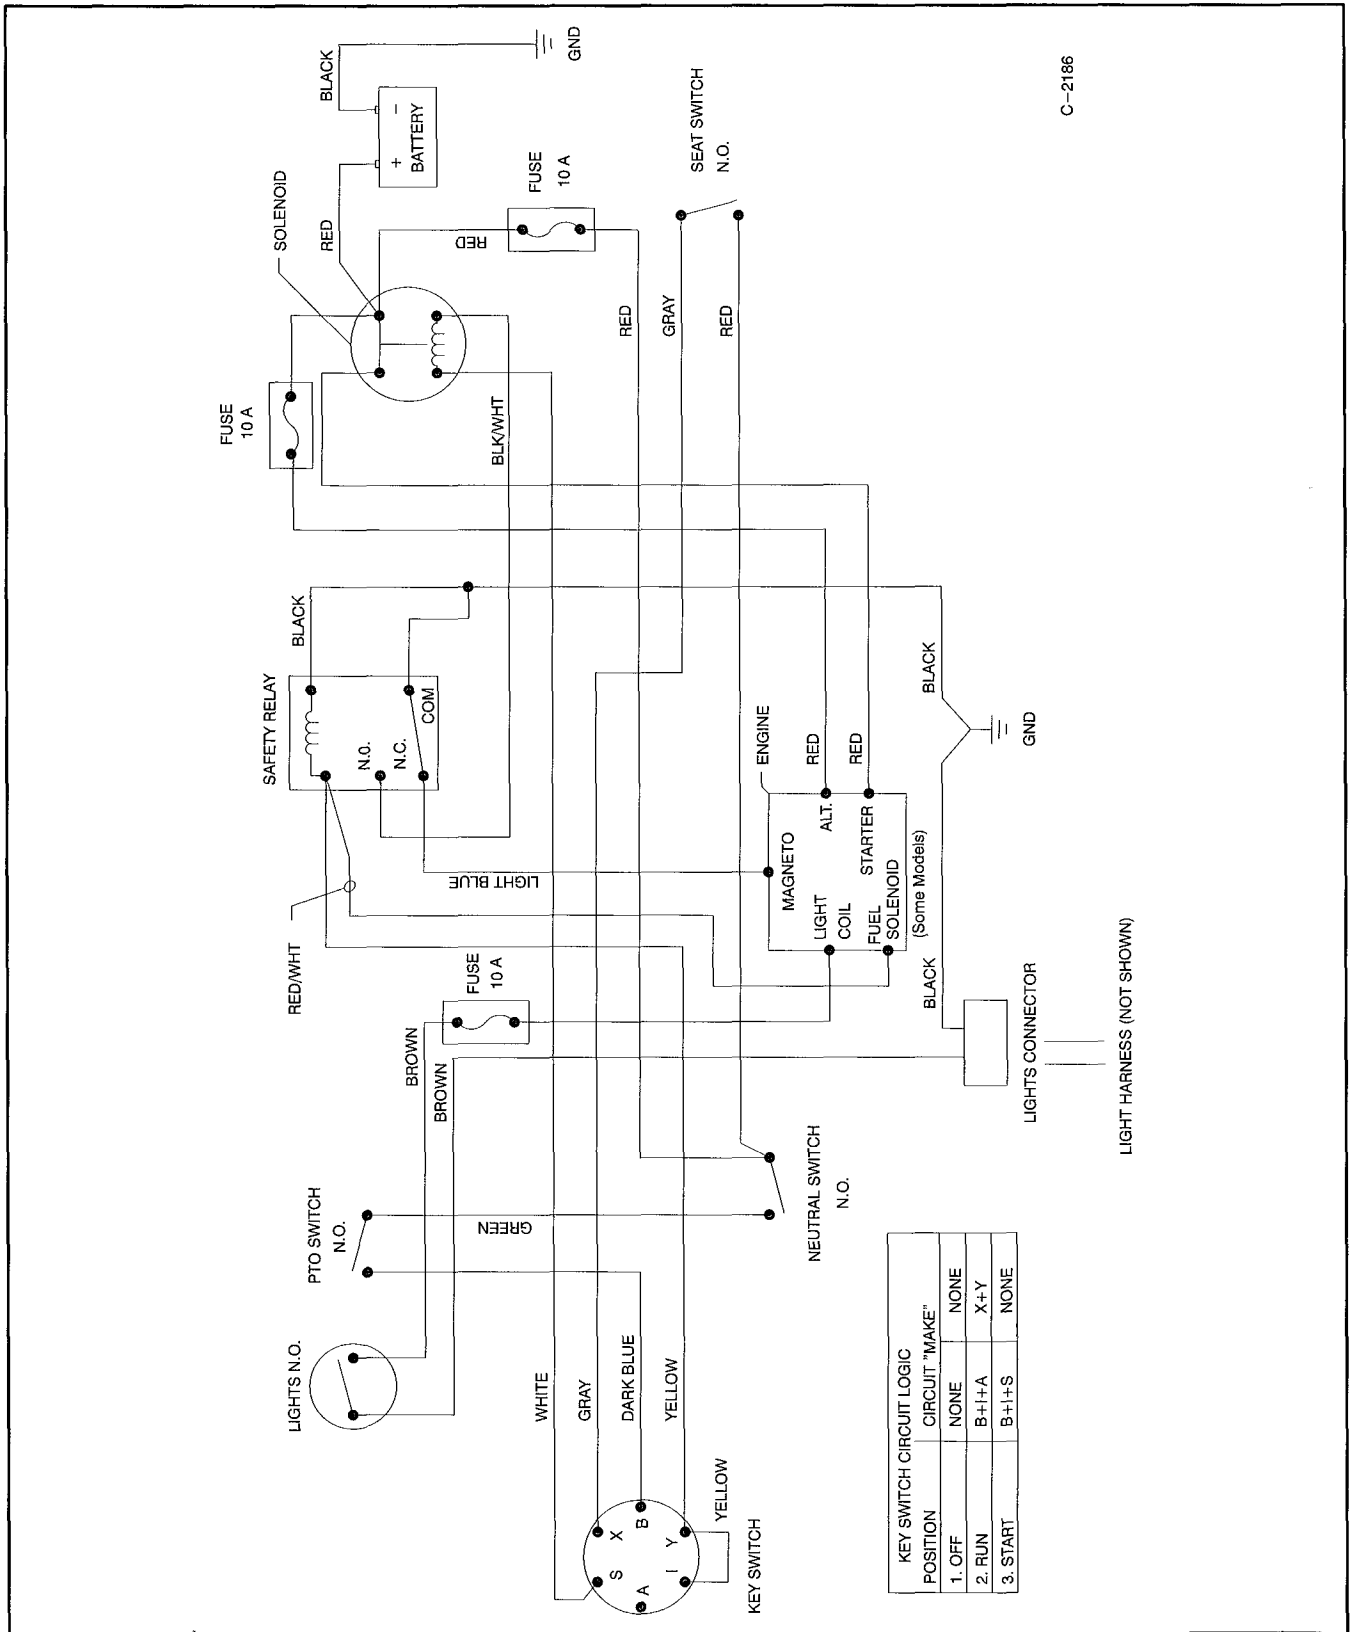 BLACK
GND
BATTERY
+
-
SOLENOID
RED
FUSE
10 A
RED
SEAT SWITCH
N.O.
C-2186
FUSE
10 A
BLK/WHT
RED
GRAY
RED
SAFETY RELAY
BLACK
N.O.
N.C.
COM
LIGHT BLUE
ENGINE
MAGNETO
RED
RED
ALT.
STARTER
LIGHT
COIL
FUEL
SOLENOID
(Some Models)
BLACK
GND
RED/WHT
FUSE
10 A
BLACK
BROWN
BROWN
LIGHTS CONNECTOR
LIGHT HARNESS (NOT SHOWN)
PTO SWITCH
N.O.
GREEN
NEUTRAL SWITCH
N.O.
LIGHTS N.O.
WHITE
GRAY
DARK BLUE
YELLOW
S
X
B
A
I
Y
YELLOW
KEY SWITCH
KEY SWITCH CIRCUIT LOGIC
POSITION CIRCUIT "MAKE"
1. OFF NONE NONE
2. RUN B+I+A X+Y
3. START B+I+S NONE